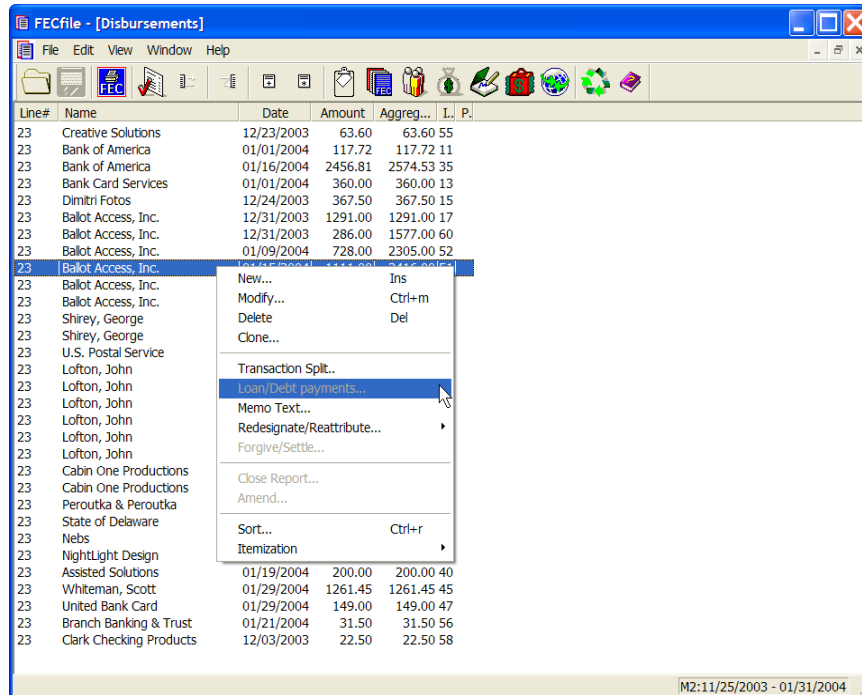 FECfile - [Disbursements]
File Edit View Window Help
FEC FEC
Line# Name Date Amount Aggreg... I.. P.
23 Creative Solutions 12/23/2003 63.60 63.60 55
23 Bank of America 01/01/2004 117.72 117.72 11
23 Bank of America 01/16/2004 2456.81 2574.53 35
23 Bank Card Services 01/01/2004 360.00 360.00 13
23 Dimitri Fotos 12/24/2003 367.50 367.50 15
23 Ballot Access, Inc. 12/31/2003 1291.00 1291.00 17
23 Ballot Access, Inc. 12/31/2003 286.00 1577.00 60
23 Ballot Access, Inc. 01/09/2004 728.00 2305.00 52
23 Ballot Access, Inc. 01/15/2004 1111.00 3416.00 51
23 Ballot Access, Inc.
23 Ballot Access, Inc.
23 Shirey, George
23 Shirey, George
23 U.S. Postal Service
23 Lofton, John
23 Lofton, John
23 Lofton, John
23 Lofton, John
23 Lofton, John
23 Lofton, John
23 Cabin One Productions
23 Cabin One Productions
23 Peroutka & Peroutka
23 State of Delaware
23 Nebs
23 NightLight Design
23 Assisted Solutions 01/19/2004 200.00 200.00 40
23 Whiteman, Scott 01/29/2004 1261.45 1261.45 45
23 United Bank Card 01/29/2004 149.00 149.00 47
23 Branch Banking & Trust 01/21/2004 31.50 31.50 56
23 Clark Checking Products 12/03/2003 22.50 22.50 58
New... Ins
Modify... Ctrl+m
Delete Del
Clone...
Transaction Split..
Loan/Debt payments...
Memo Text...
Redesignate/Reattribute...
Forgive/Settle...
Close Report...
Amend...
Sort... Ctrl+r
Itemization
M2:11/25/2003 - 01/31/2004